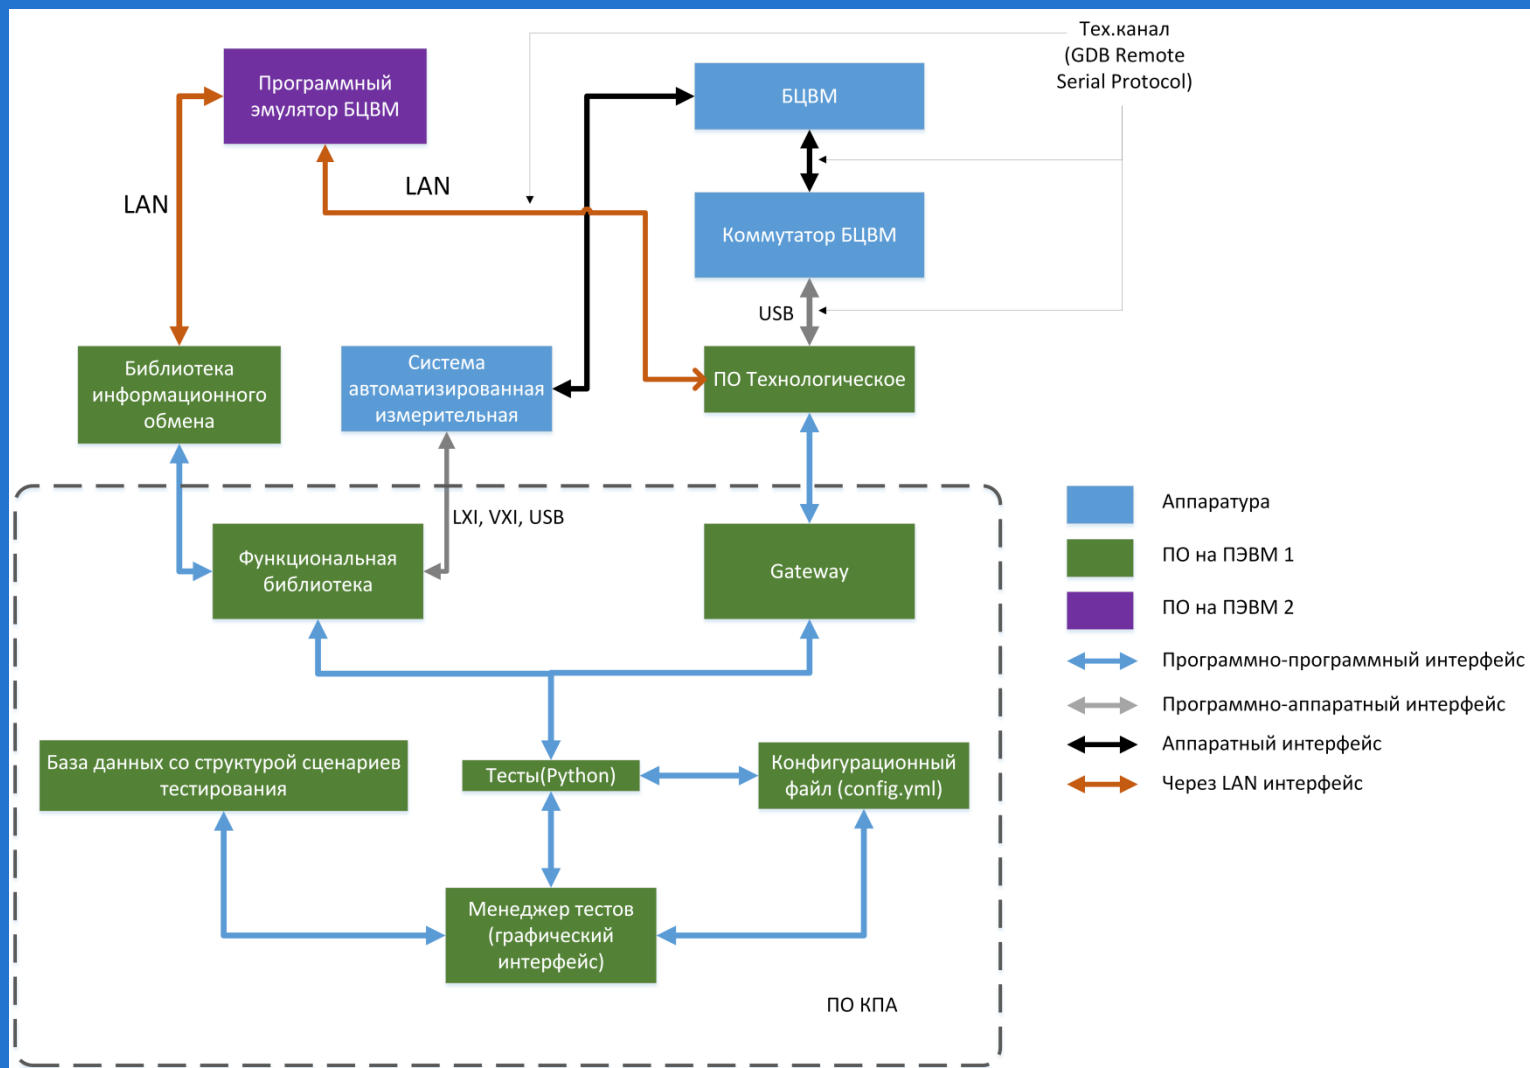 Тех.канал
(GDB Remote
Serial Protocol)
Программный
эмулятор БЦВМ
БЦВМ
LAN
LAN
Коммутатор БЦВМ
USB
Библиотека
информационного
обмена
Система
автоматизированная
измерительная
ПО Технологическое
LXI, VXI, USB
Функциональная
библиотека
Gateway
База данных со структурой сценариев
тестирования
Тесты(Python)
Конфигурационный
файл (config.yml)
Менеджер тестов
(графический
интерфейс)
ПО КПА
Аппаратура
ПО на ПЭВМ 1
ПО на ПЭВМ 2
Программно-программный интерфейс
Программно-аппаратный интерфейс
Аппаратный интерфейс
Через LAN интерфейс